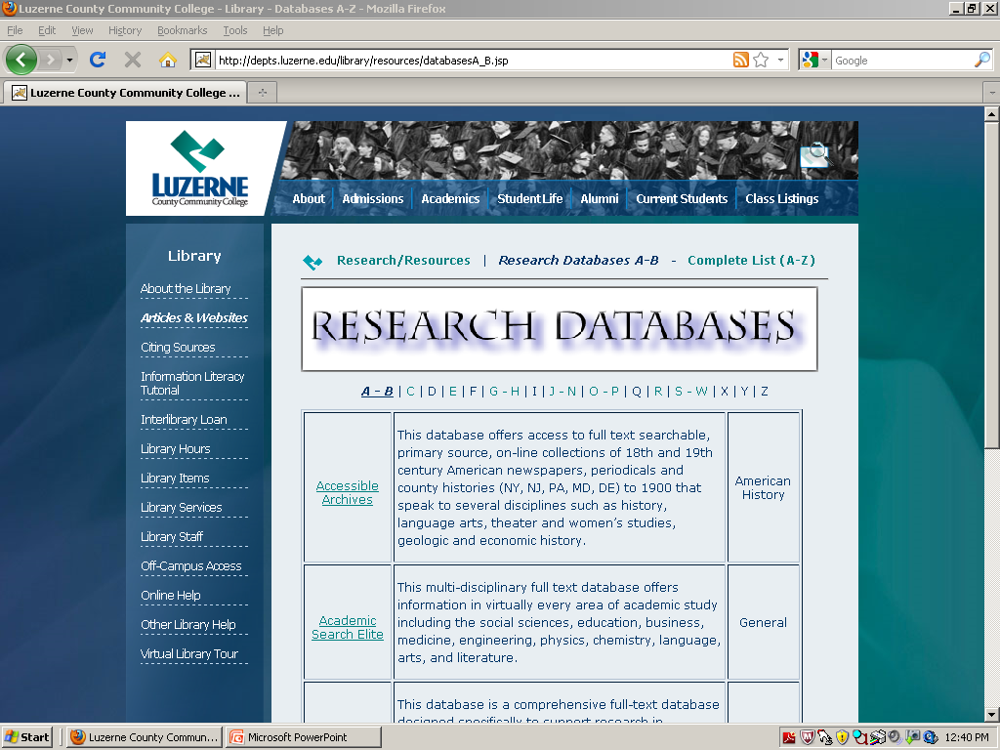 Luzerne County Community College - Library - Databases A-Z - Mozilla Firefox
File Edit View History Bookmarks Tools Help
http://depts.luzerne.edu/library/resources/databasesA_B.jsp
Google
Luzerne County Community College ...
LUZERNE
County Community College
About | Admissions | Academics | Student Life | Alumni | Current Students | Class Listings
Library
About the Library
Articles & Websites
Citing Sources
Information Literacy
Tutorial
Interlibrary Loan
Library Hours
Library Items
Library Services
Library Staff
Off-Campus Access
Online Help
Other Library Help
Virtual Library Tour
Research/Resources | Research Databases A-B - Complete List (A-Z)
RESEARCH DATABASES
A - B | C | D | E | F | G - H | I | J - N | O - P | Q | R | S - W | X | Y | Z
Accessible
Archives
This database offers access to full text searchable,
primary source, on-line collections of 18th and 19th
century American newspapers, periodicals and
county histories (NY, NJ, PA, MD, DE) to 1900 that
speak to several disciplines such as history,
language arts, theater and women's studies,
geologic and economic history.
American
History
Academic
Search Elite
This multi-disciplinary full text database offers
information in virtually every area of academic study
including the social sciences, education, business,
medicine, engineering, physics, chemistry, language,
arts, and literature.
General
This database is a comprehensive full-text database
designed specifically to support research in
Start
Luzerne County Commun...
Microsoft PowerPoint
12:40 PM